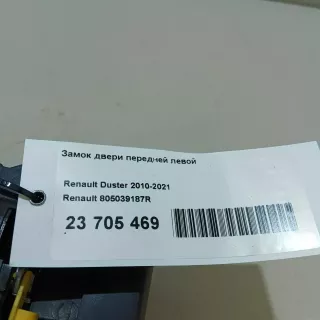 Замок двери передней левой
Renault Duster 2010-2021
Renault 805039187R
23 705 469